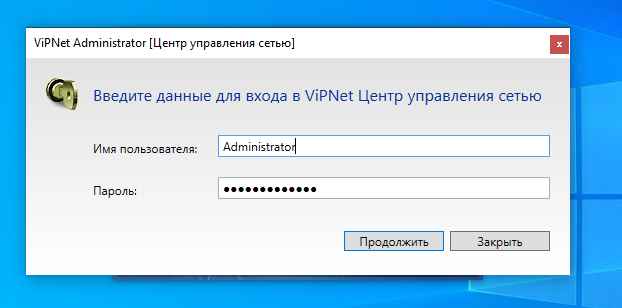 ViPNet Administrator [Центр управления сетью]
Введите данные для входа в ViPNet Центр управления сетью
Имя пользователя: Administrator
Пароль: ●●●●●●●●●●●●●
Продолжить Закрыть